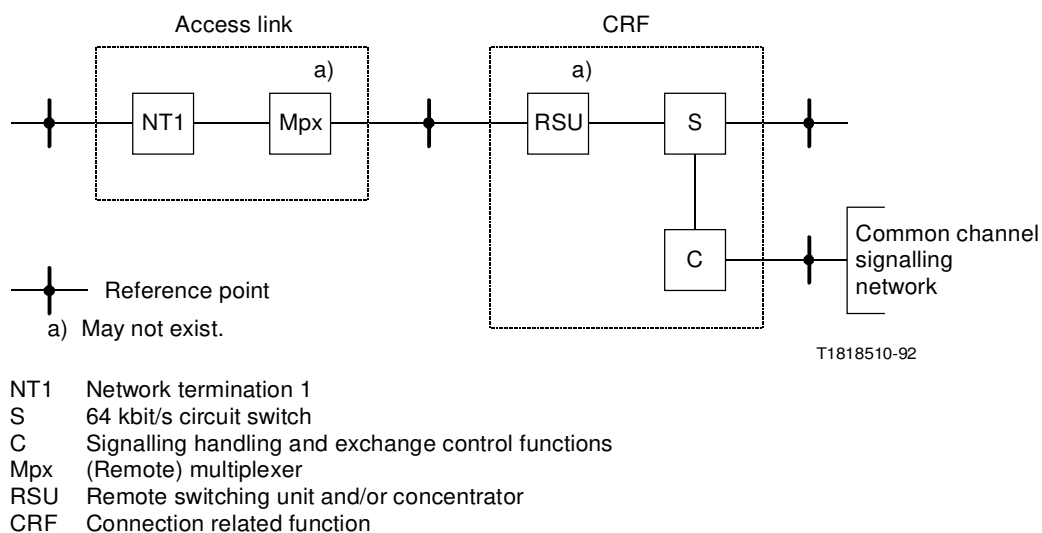 Access link
CRF
a)
a)
NT1
Mpx
RSU
S
C
Common channel
signalling
network
Reference point
a) May not exist.
T1818510-92
NT1 Network termination 1
S 64 kbit/s circuit switch
C Signalling handling and exchange control functions
Mpx (Remote) multiplexer
RSU Remote switching unit and/or concentrator
CRF Connection related function